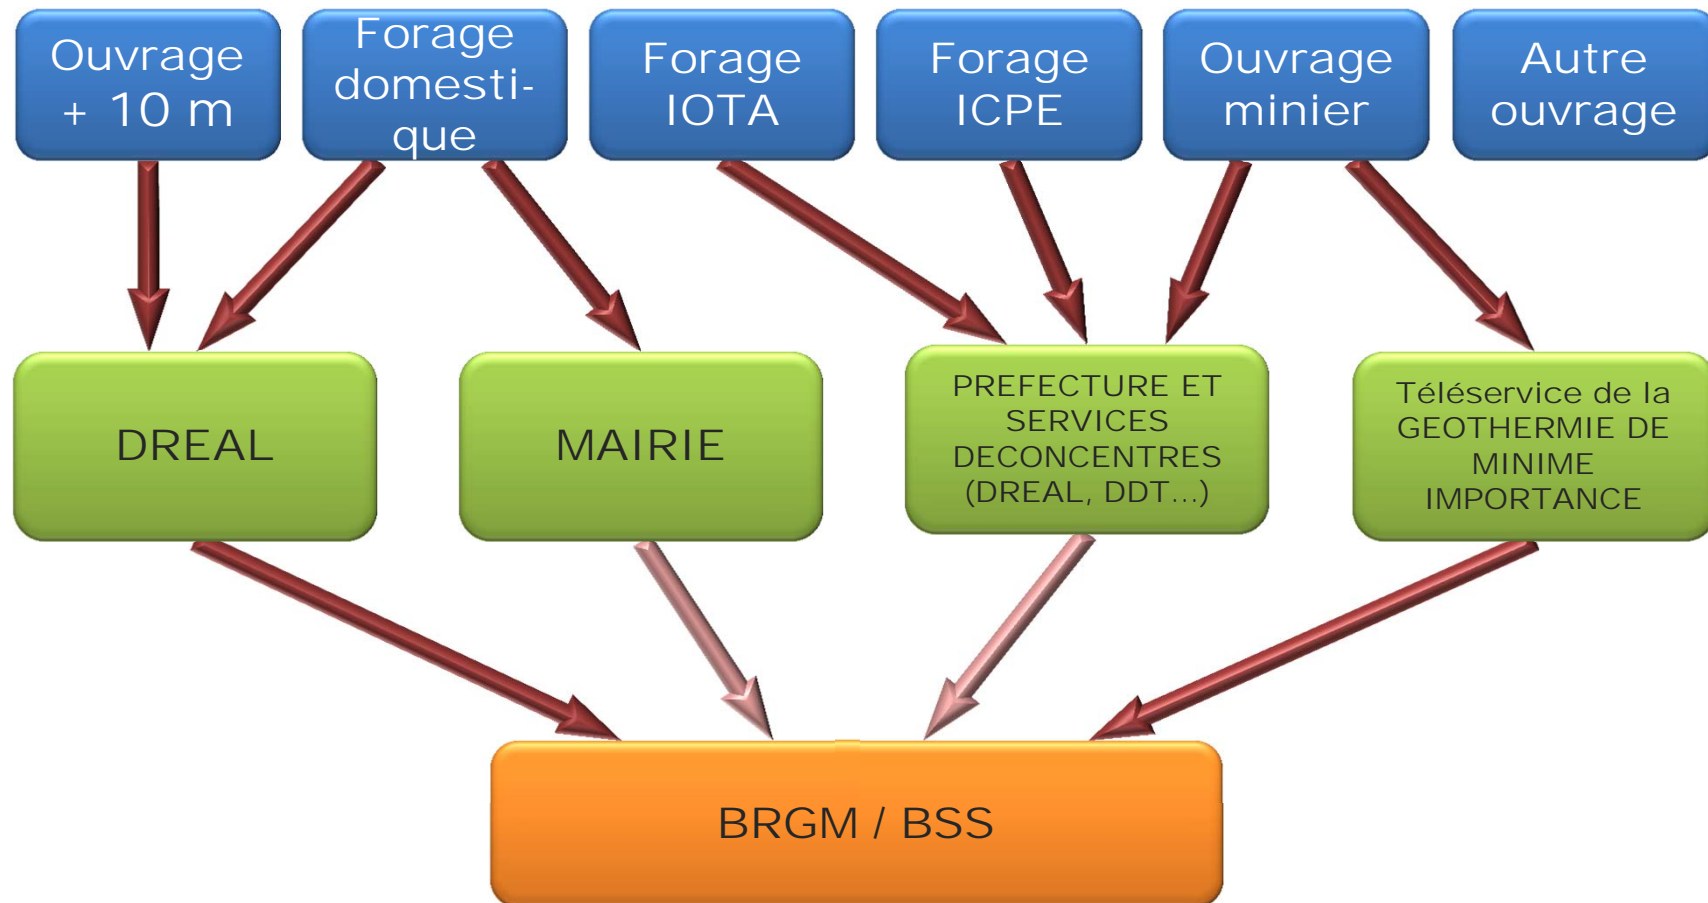 Ouvrage
+ 10 m
Forage
domesti-
que
Forage
IOTA
Forage
ICPE
Ouvrage
minier
Autre
ouvrage
DREAL
MAIRIE
PREFECTURE ET
SERVICES
DECONCENTRES
(DREAL, DDT...)
Téléservice de la
GEOTHERMIE DE
MINIME
IMPORTANCE
BRGM / BSS